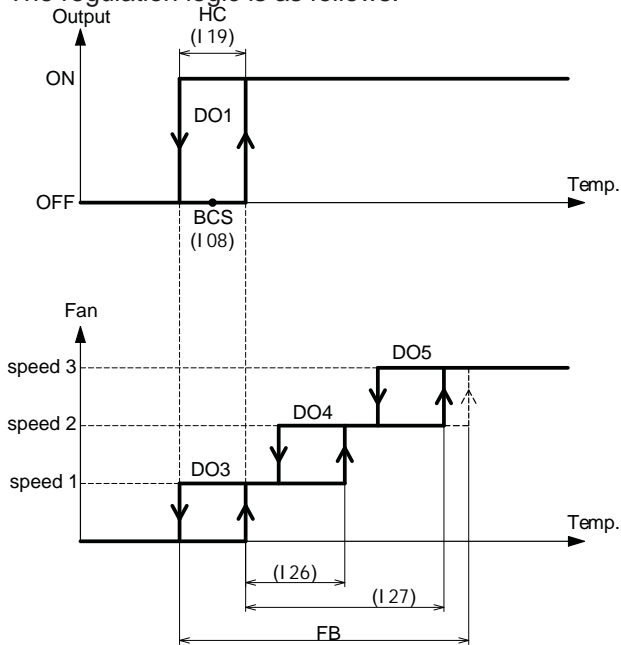 The regulation logic is as follows:
Output
HC
(I19)
ON
DO1
Temp.
OFF
BCS
(I08)
Fan
speed 3
DO5
speed 2
DO4
speed 1
DO3
Temp.
(I26)
(I27)
FB